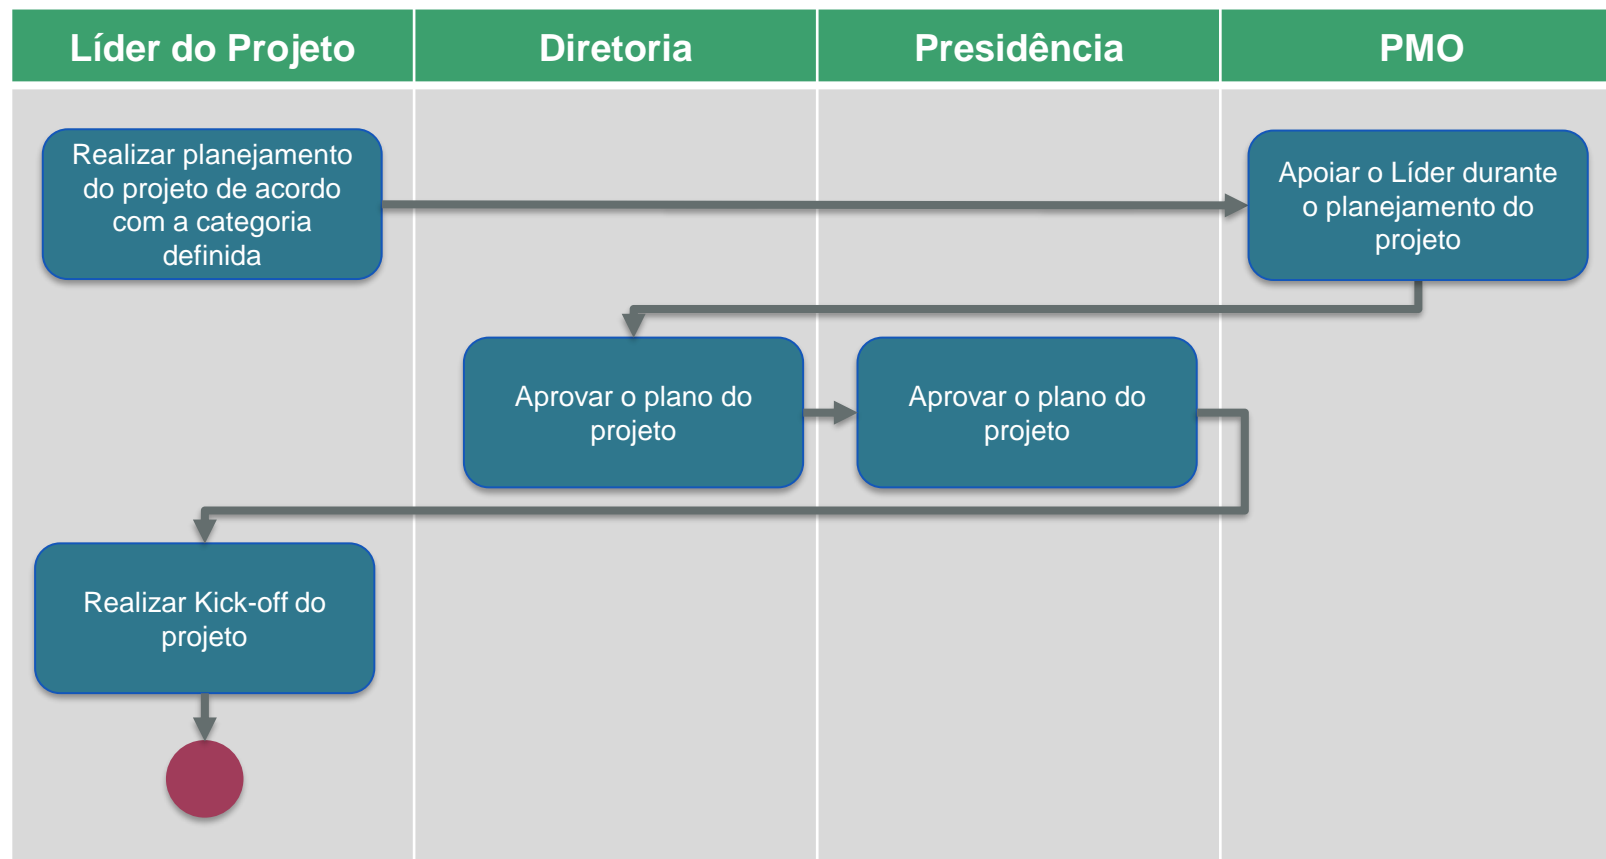 Líder do Projeto
Diretoria
Presidência
PMO
Realizar planejamento
do projeto de acordo
com a categoria
definida
Apoiar o Líder durante
o planejamento do
projeto
Aprovar o plano do
projeto
Aprovar o plano do
projeto
Realizar Kick-off do
projeto